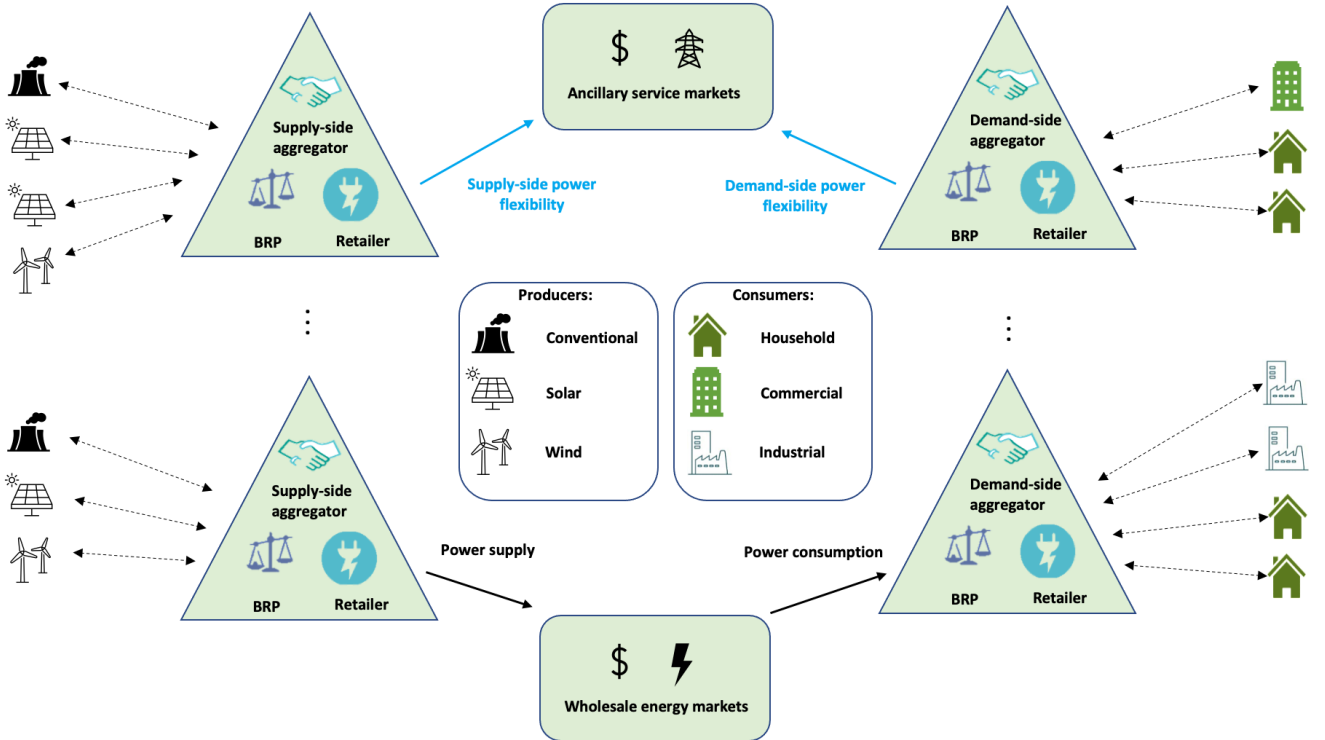 $
Ancillary service markets
Supply-side
aggregator
BRP
Retailer
Supply-side power
flexibility
Demand-side power
flexibility
Demand-side
aggregator
BRP
Retailer
Producers:
Conventional
Solar
Wind
Consumers:
Household
Commercial
Industrial
Supply-side
aggregator
BRP
Retailer
Power supply
Power consumption
Demand-side
aggregator
BRP
Retailer
$
Wholesale energy markets